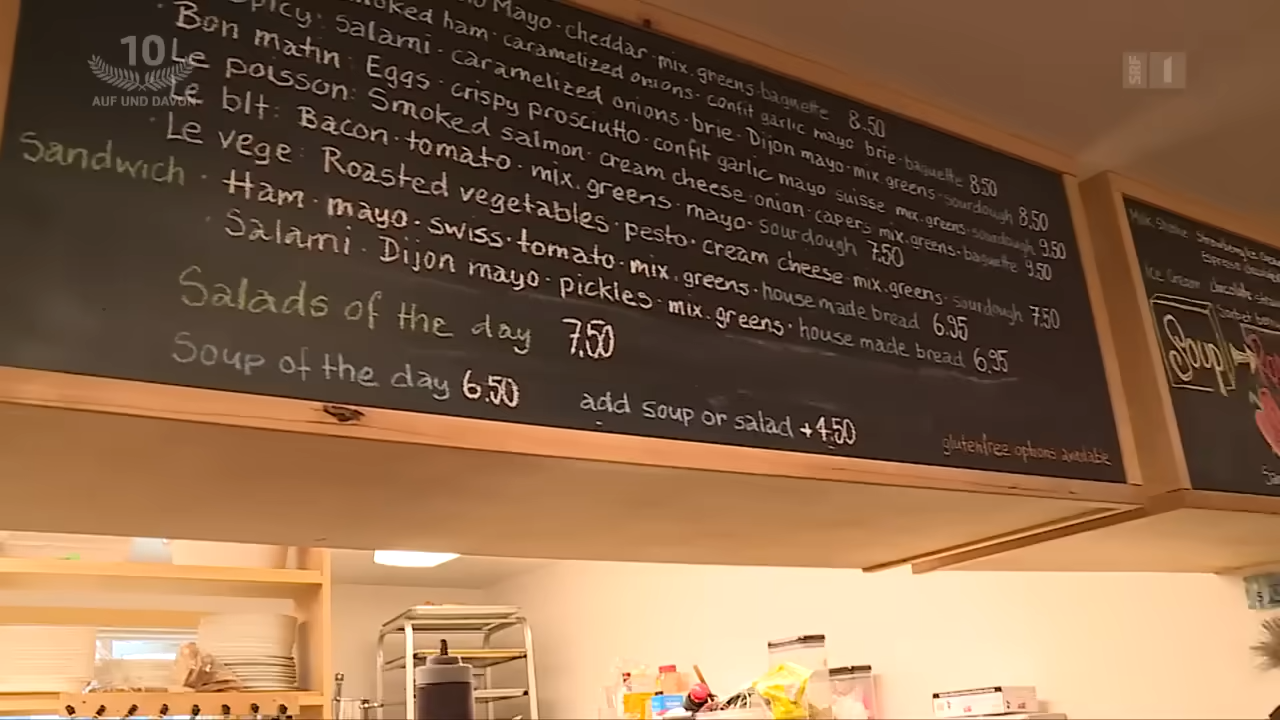 10
AUF UND DAVON
SRF 1
Mayo · cheddar · mix.greens · baguette 8.50
smoked ham · caramelized onions · confit garlic mayo brie · baguette 8.50
Spicy: Salami · caramelized onions · brie · Dijon mayo · mix.greens · sourdough 8.50
· Bon matin: Eggs · crispy prosciutto · confit garlic mayo suisse mix.greens · sourdough 9.50
Le poisson: Smoked salmon · cream cheese · onion · capers mix.greens · baguette 9.50
Le blt: Bacon · tomato · mix.greens · mayo · sourdough 7.50
· Le vege: Roasted vegetables · pesto · cream cheese · mix.greens · sourdough 7.50
Sandwich · Ham · mayo · swiss · tomato · mix.greens · house made bread 6.95
· Salami · Dijon mayo · pickles · mix.greens · house made bread 6,95
Salads of the day 7,50
Soup of the day 6.50 add soup or salad +4.50
glutenfree options available
Soup